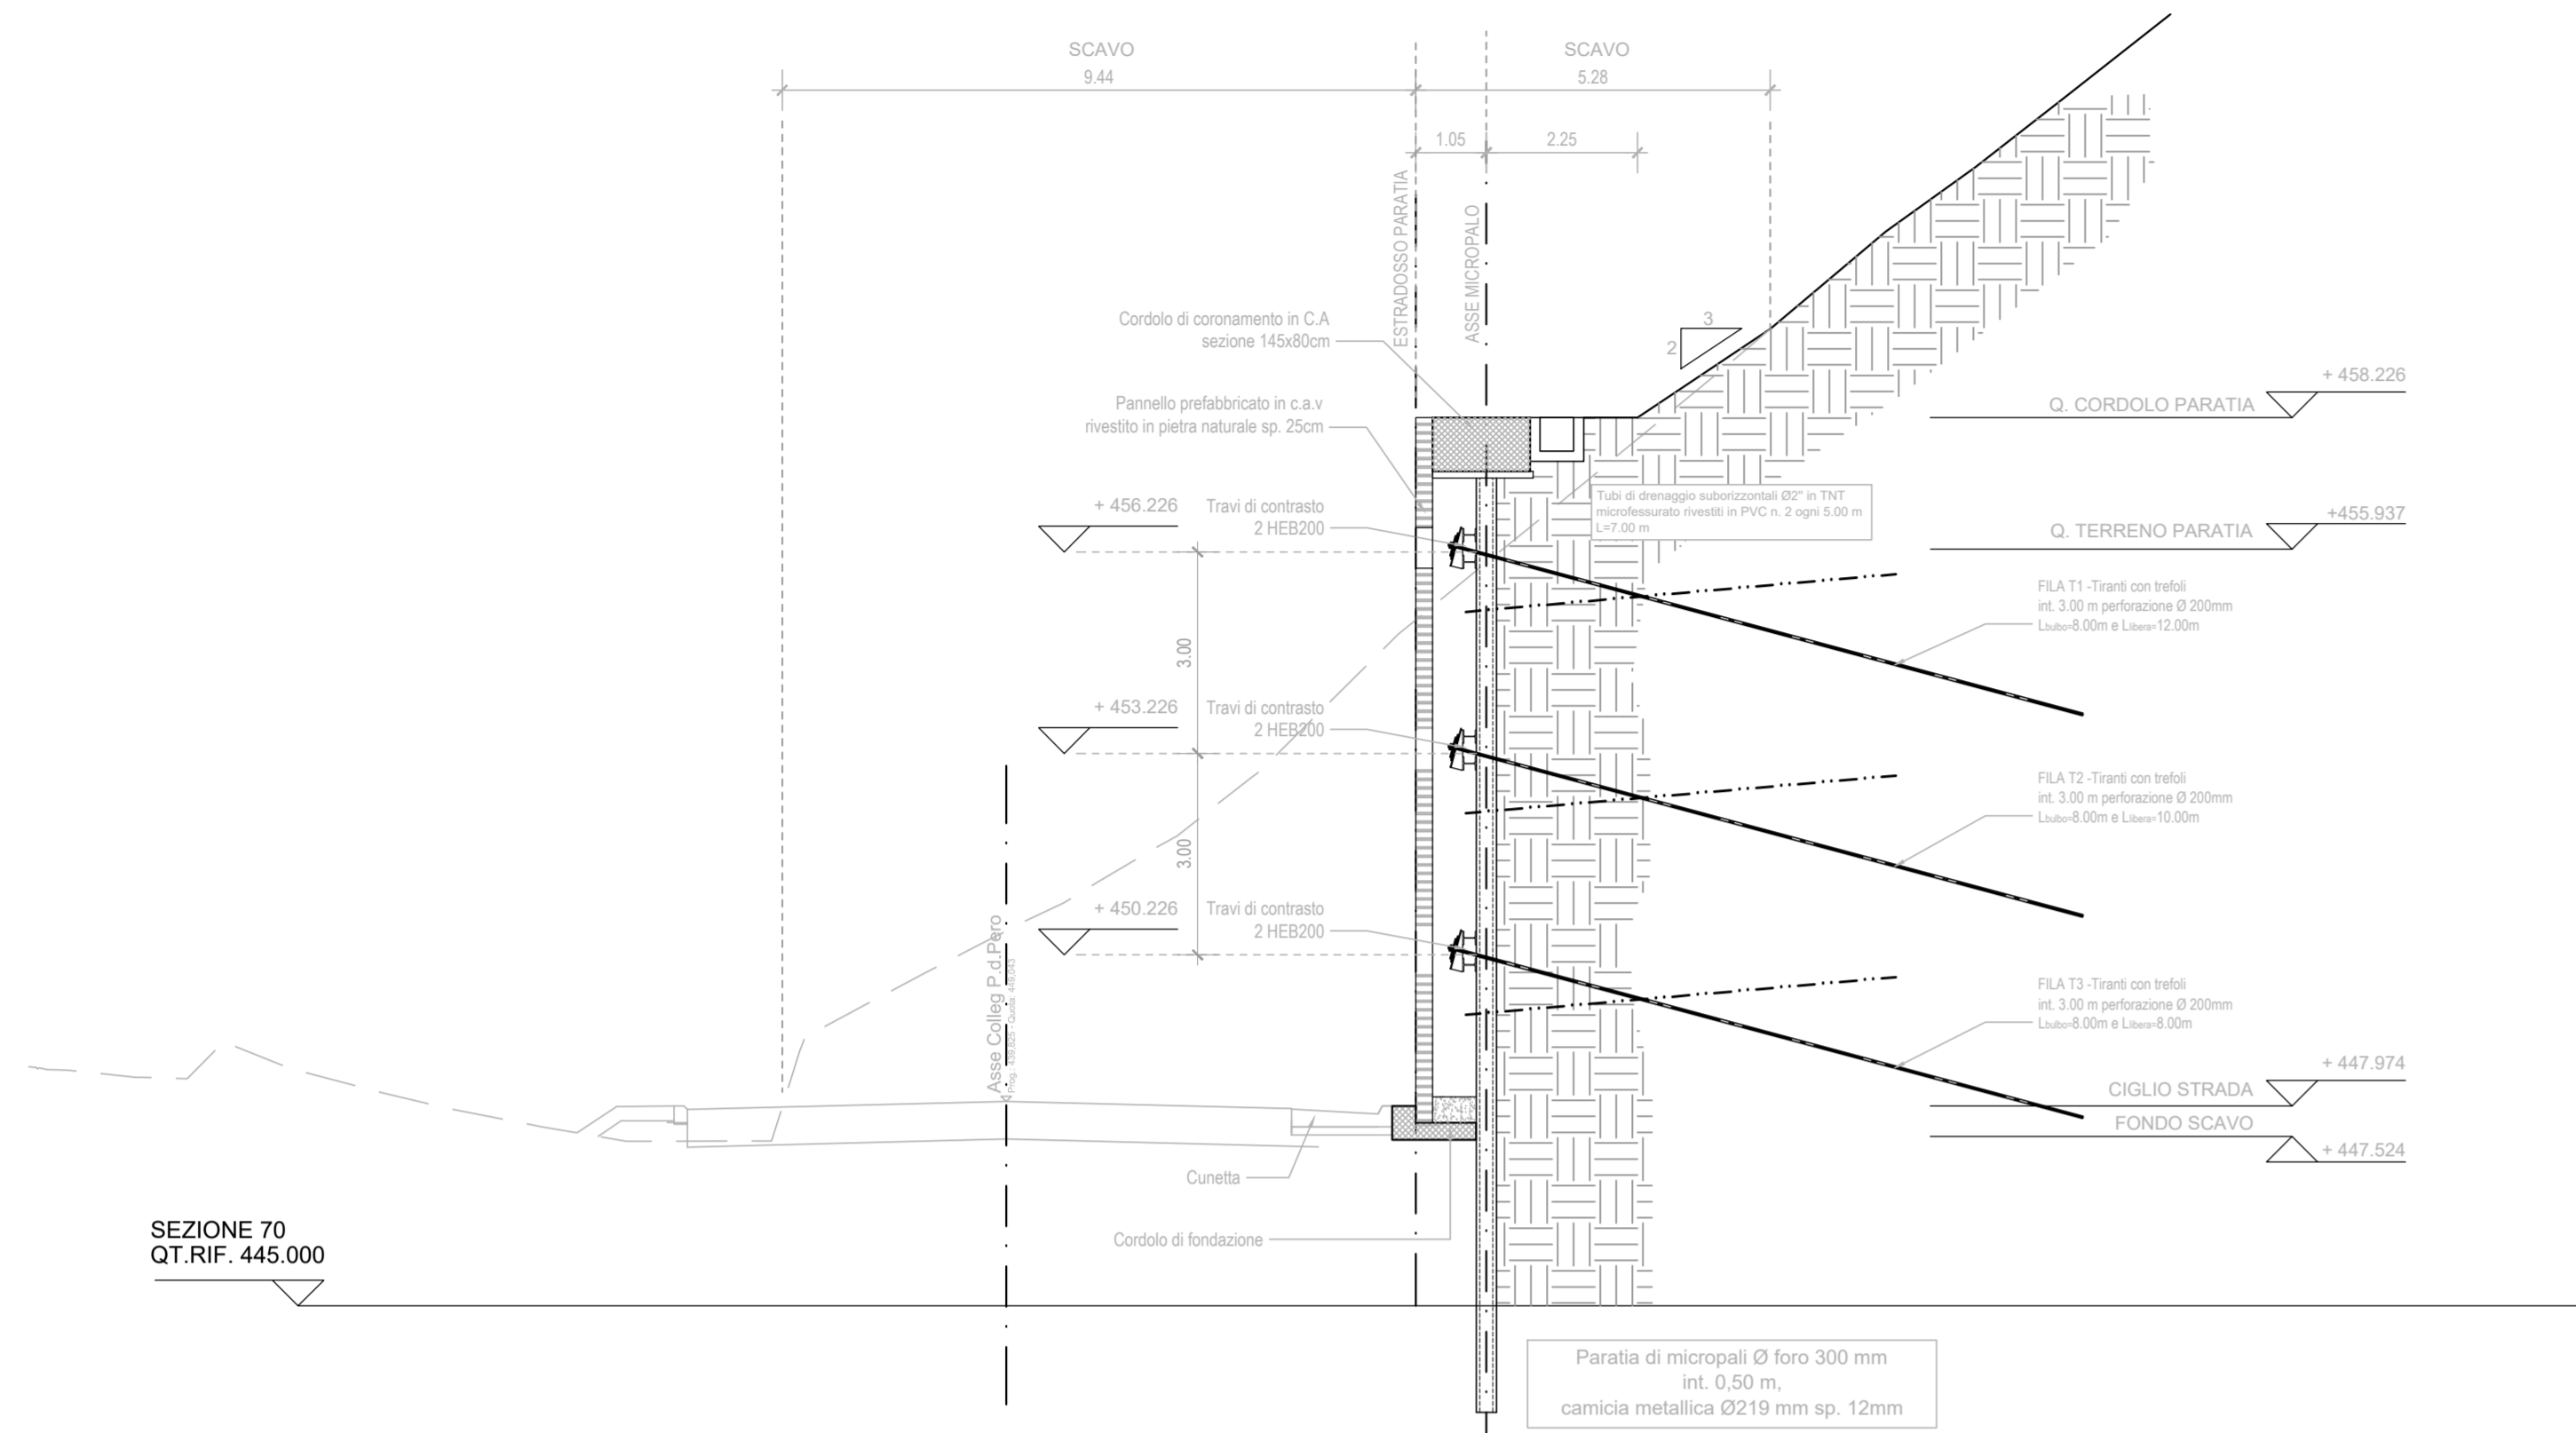 SCAVO
9.44
SCAVO
5.28
1.05
2.25
ESTRADOSSO PARATIA
ASSE MICROPALO
Cordolo di coronamento in C.A
sezione 145x80cm
3
2
Pannello prefabbricato in c.a.v
rivestito in pietra naturale sp. 25cm
+ 458.226
Q. CORDOLO PARATIA
+ 456.226
Travi di contrasto
2 HEB200
Tubi di drenaggio suborizzontali Ø2" in TNT
microfessurato rivestiti in PVC n. 2 ogni 5.00 m
L=7.00 m
+455.937
Q. TERRENO PARATIA
FILA T1 -Tiranti con trefoli
int. 3.00 m perforazione Ø 200mm
Lbulbo=8.00m e Llibera=12.00m
3.00
+ 453.226
Travi di contrasto
2 HEB200
FILA T2 -Tiranti con trefoli
int. 3.00 m perforazione Ø 200mm
Lbulbo=8.00m e Llibera=10.00m
3.00
+ 450.226
Travi di contrasto
2 HEB200
Asse Colleg P.d.Pero
Prog.: 439,825 - Quota: 449,043
FILA T3 -Tiranti con trefoli
int. 3.00 m perforazione Ø 200mm
Lbulbo=8.00m e Llibera=8.00m
+ 447.974
CIGLIO STRADA
FONDO SCAVO
+ 447.524
Cunetta
Cordolo di fondazione
SEZIONE 70
QT.RIF. 445.000
Paratia di micropali Ø foro 300 mm
int. 0,50 m,
camicia metallica Ø219 mm sp. 12mm